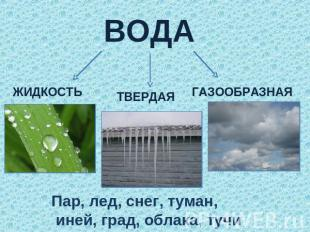 ВОДА
ЖИДКОСТЬ
ТВЕРДАЯ
ГАЗООБРАЗНАЯ
Пар, лед, снег, туман,
иней, град, облака тучи